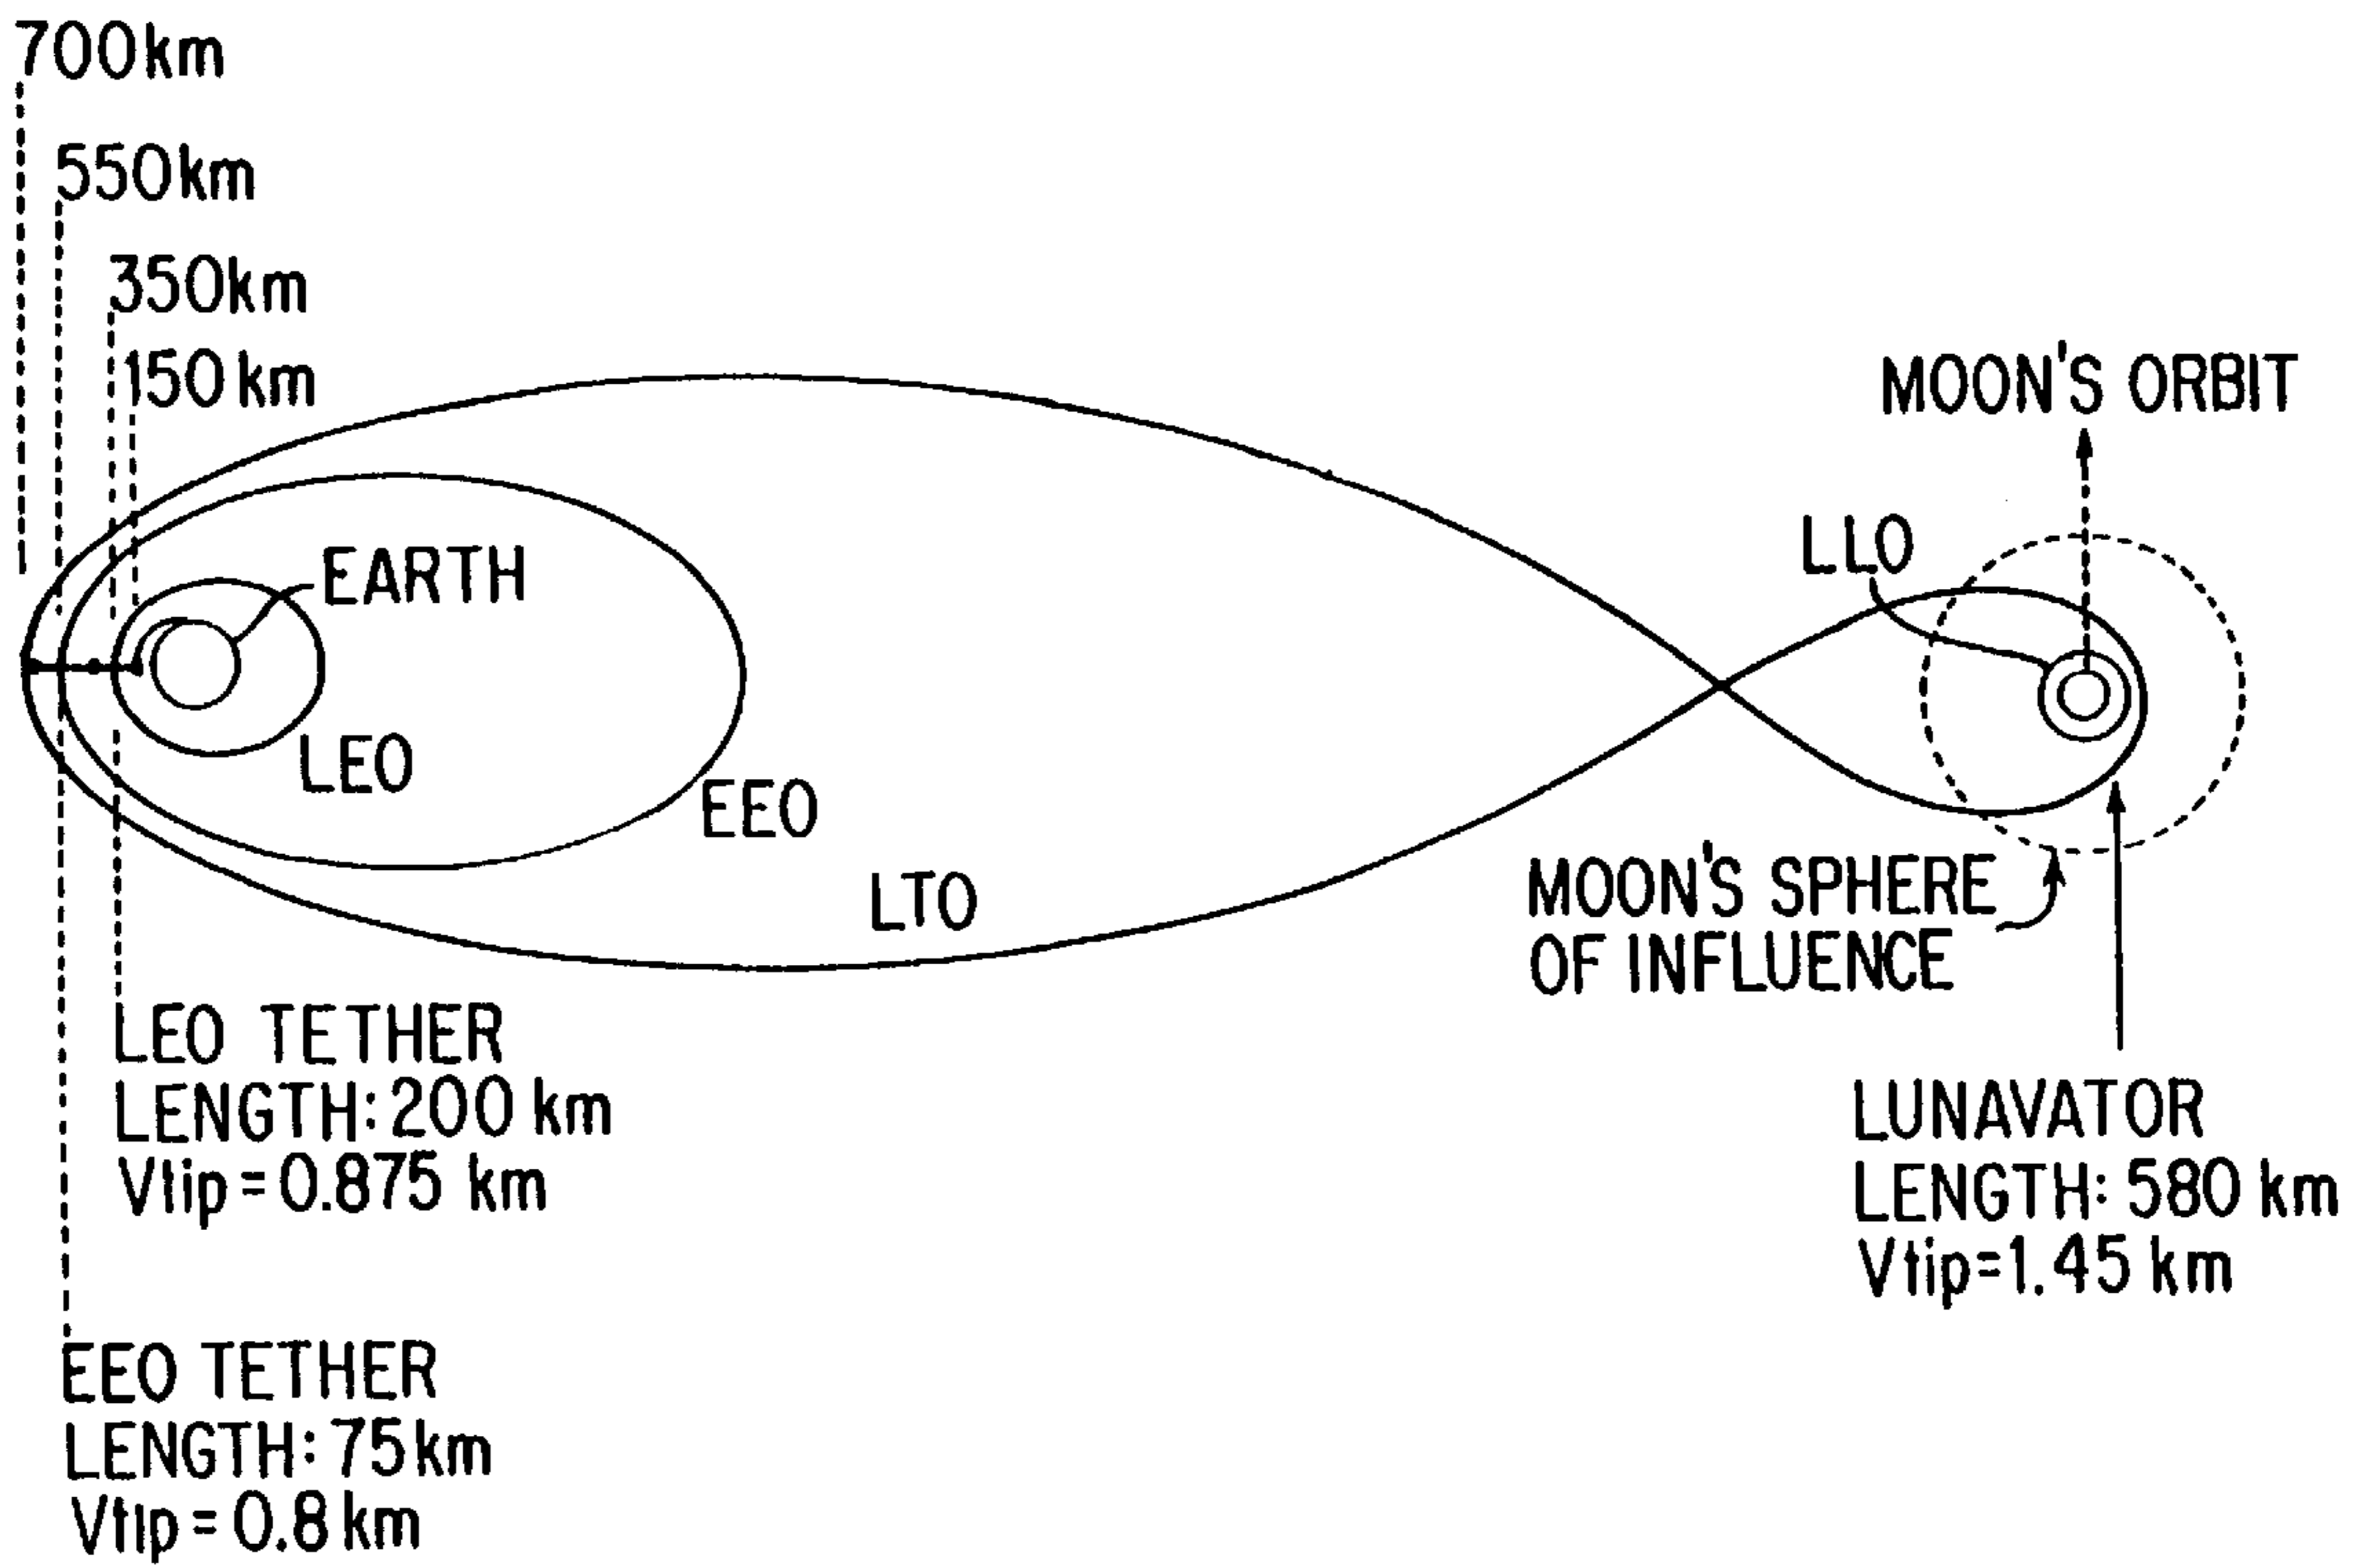 700km
550km
350km
150km
MOON'S ORBIT
LLO
EARTH
LEO
EEO
LTO
MOON'S SPHERE
OF INFLUENCE
LEO TETHER
LENGTH: 200 km
Vtip = 0.875 km
LUNAVATOR
LENGTH: 580 km
Vtip=1.45 km
EEO TETHER
LENGTH: 75km
Vtip = 0.8 km